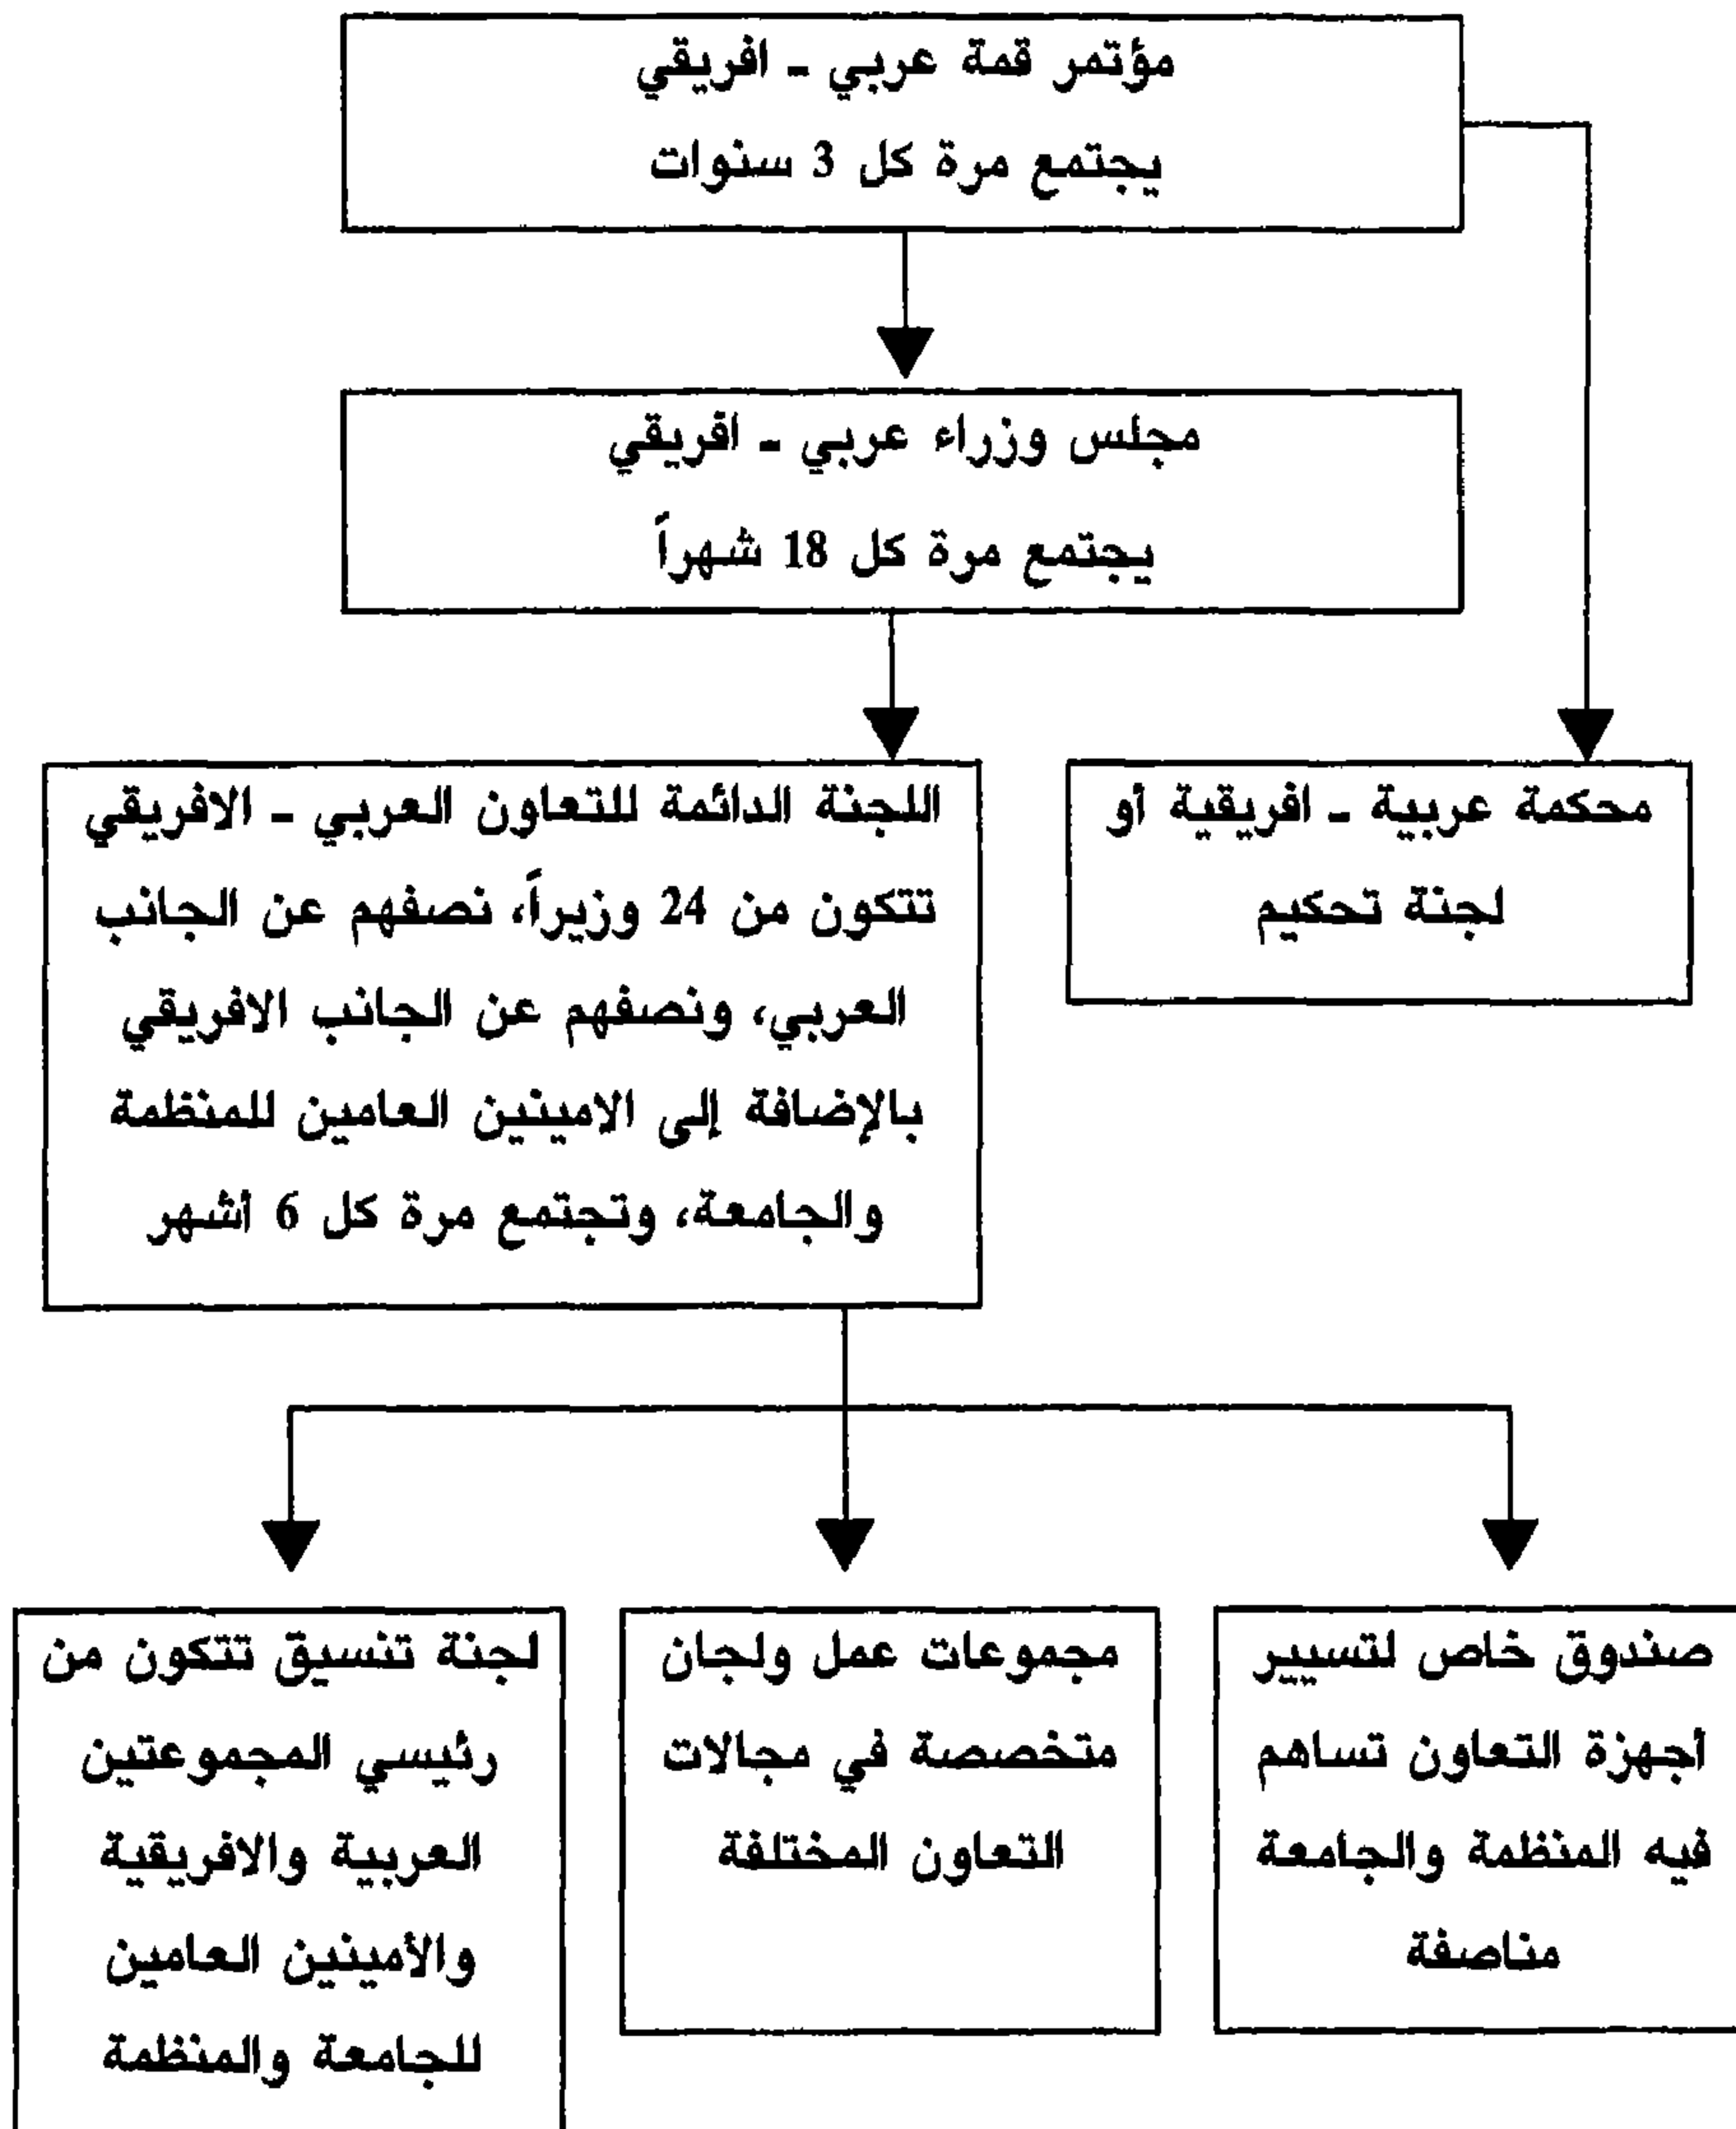 مؤتمر قمة عربي - افريقي
يجتمع مرة كل 3 سنوات
مجلس وزراء عربي - افريقي
يجتمع مرة كل 18 شهراً
محكمة عربية - افريقية أو
لجنة تحكيم
اللجنة الدائمة للتعاون العربي - الافريقي
تتكون من 24 وزيراً، نصفهم عن الجانب
العربي، ونصفهم عن الجانب الافريقي
بالإضافة إلى الامينين العامين للمنظمة
والجامعة، وتجتمع مرة كل 6 أشهر
صندوق خاص لتسيير
أجهزة التعاون تساهم
فيه المنظمة والجامعة
مناصفة
مجموعات عمل ولجان
متخصصة في مجالات
التعاون المختلفة
لجنة تنسيق تتكون من
رئيسي المجموعتين
العربية والافريقية
والأمينين العامين
للجامعة والمنظمة